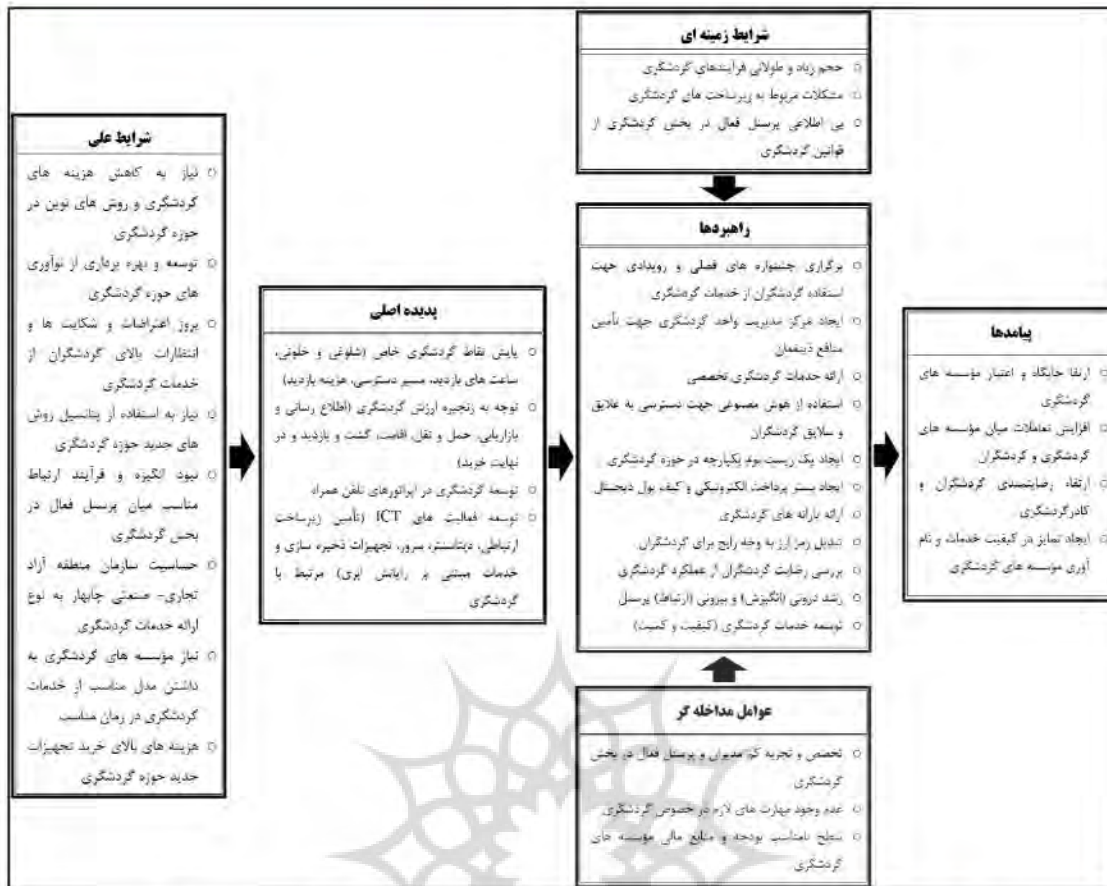 شرایط زمینه ای
○ حجم زیاد و طولانی فرآیندهای گردشگری
○ مشکلات مربوط به زیرساخت های گردشگری
○ بی اطلاعی پرسنل فعال در بخش گردشگری از
قوانین گردشگری
شرایط علی
○ نیاز به کاهش هزینه های
گردشگری و روش های نوین در
حوزه گردشگری
○ توسعه و بهره برداری از نوآوری
های حوزه گردشگری
○ بروز اعتراضات و شکایت ها و
انتظارات بالای گردشگران از
خدمات گردشگری
○ نیاز به استفاده از پتانسیل روش
های جدید حوزه گردشگری
○ نبود انگیزه و فرآیند ارتباط
مناسب میان پرسنل فعال در
بخش گردشگری
○ حساسیت سازمان منطقه آزاد
تجاری- صنعتی چابهار به نوع
ارائه خدمات گردشگری
○ نیاز مؤسسه های گردشگری به
داشتن مدل مناسب از خدمات
گردشگری در زمان مناسب
○ هزینه های بالای خرید تجهیزات
جدید حوزه گردشگری
پدیده اصلی
○ پایش نقاط گردشگری خاص (شلوغی و خلوتی،
ساعت های بازدید، مسیر دسترسی، هزینه بازدید)
○ توجه به زنجیره ارزش گردشگری (اطلاع رسانی و
بازاریابی، حمل و نقل، اقامت، گشت و بازدید و در
نهایت خرید)
○ توسعه گردشگری در اپراتورهای تلفن همراه
○ توسعه فعالیت های ICT (تأمین زیرساخت
ارتباطی، دیتاسنتر، سرور، تجهیزات ذخیره سازی و
خدمات مبتنی بر رایانش ابری) مرتبط با
گردشگری
راهبردها
○ برگزاری جشنواره های فصلی و رویدادی جهت
استفاده گردشگران از خدمات گردشگری
○ ایجاد مرکز مدیریت واحد گردشگری جهت تأمین
منافع ذینفعان
○ ارائه خدمات گردشگری تخصصی
○ استفاده از هوش مصنوعی جهت دسترسی به علایق
و سلایق گردشگران
○ ایجاد یک زیست بوم یکپارچه در حوزه گردشگری
○ ایجاد بستر پرداخت الکترونیکی و کیف پول دیجیتال
○ ارائه یارانه های گردشگری
○ تبدیل رمز ارز به وجه رایج برای گردشگران
○ بررسی رضایت گردشگران از عملکرد گردشگری
○ رشد درونی (انگیزش) و بیرونی (ارتباط) پرسنل
○ توسعه خدمات گردشگری (کیفیت و کمیت)
پیامدها
○ ارتقا جایگاه و اعتبار مؤسسه های
گردشگری
○ افزایش تعاملات میان مؤسسه های
گردشگری و گردشگران
○ ارتقاء رضایتمندی گردشگران و
کادرگردشگری
○ ایجاد تمایز در کیفیت خدمات و نام
آوری مؤسسه های گردشگری
عوامل مداخله گر
○ تخصص و تجربه کم مدیران و پرسنل فعال در بخش
گردشگری
○ عدم وجود مهارت های لازم در خصوص گردشگری
○ سطح نامناسب بودجه و منابع مالی مؤسسه های
گردشگری